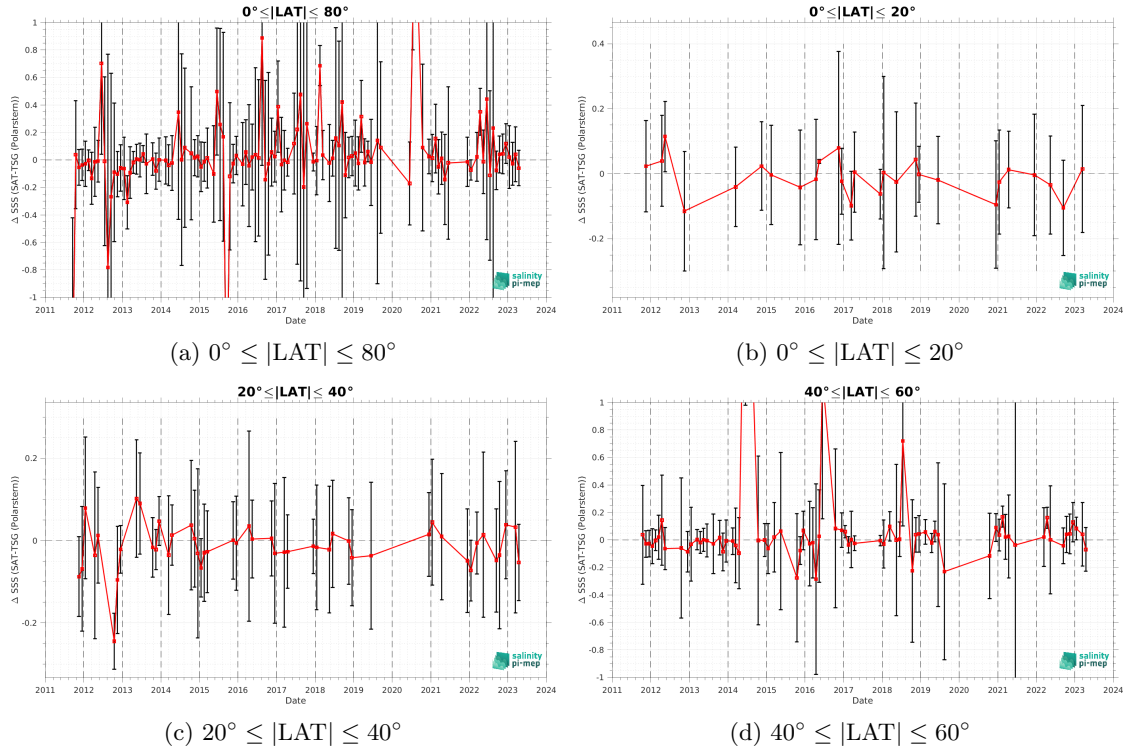 0°≤|LAT|≤ 80°
Δ SSS (SAT-TSG (Polarstern))
1
0.8
0.6
0.4
0.2
0
-0.2
-0.4
-0.6
-0.8
-1
2011 2012 2013 2014 2015 2016 2017 2018 2019 2020 2021 2022 2023 2024
Date
salinity
pi-mep
(a) 0° ≤ |LAT| ≤ 80°
0°≤|LAT|≤ 20°
Δ SSS (SAT-TSG (Polarstern))
0.4
0.2
0
-0.2
2011 2012 2013 2014 2015 2016 2017 2018 2019 2020 2021 2022 2023 2024
Date
salinity
pi-mep
(b) 0° ≤ |LAT| ≤ 20°
20°≤|LAT|≤ 40°
Δ SSS (SAT-TSG (Polarstern))
0.2
0
-0.2
2011 2012 2013 2014 2015 2016 2017 2018 2019 2020 2021 2022 2023 2024
Date
salinity
pi-mep
(c) 20° ≤ |LAT| ≤ 40°
40°≤|LAT|≤ 60°
Δ SSS (SAT-TSG (Polarstern))
1
0.8
0.6
0.4
0.2
0
-0.2
-0.4
-0.6
-0.8
-1
2011 2012 2013 2014 2015 2016 2017 2018 2019 2020 2021 2022 2023 2024
Date
salinity
pi-mep
(d) 40° ≤ |LAT| ≤ 60°